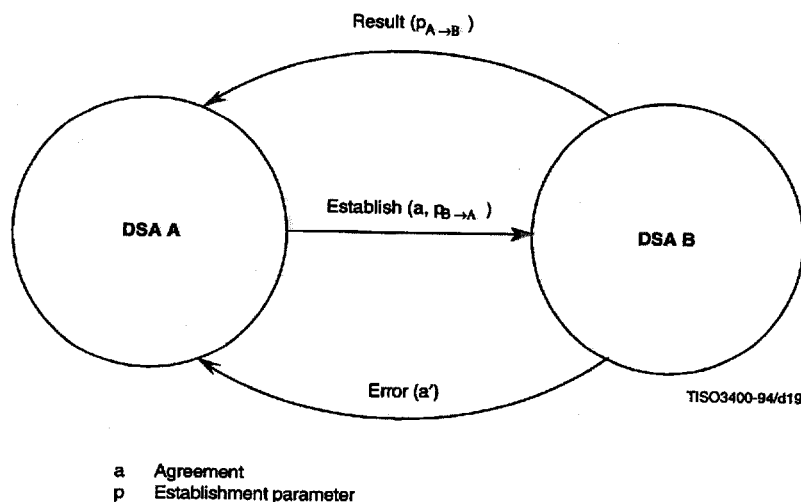 Result (pA→B )
Establish (a, pB→A )
DSA A
DSA B
Error (a′)
TISO3400-94/d19
a Agreement
p Establishment parameter